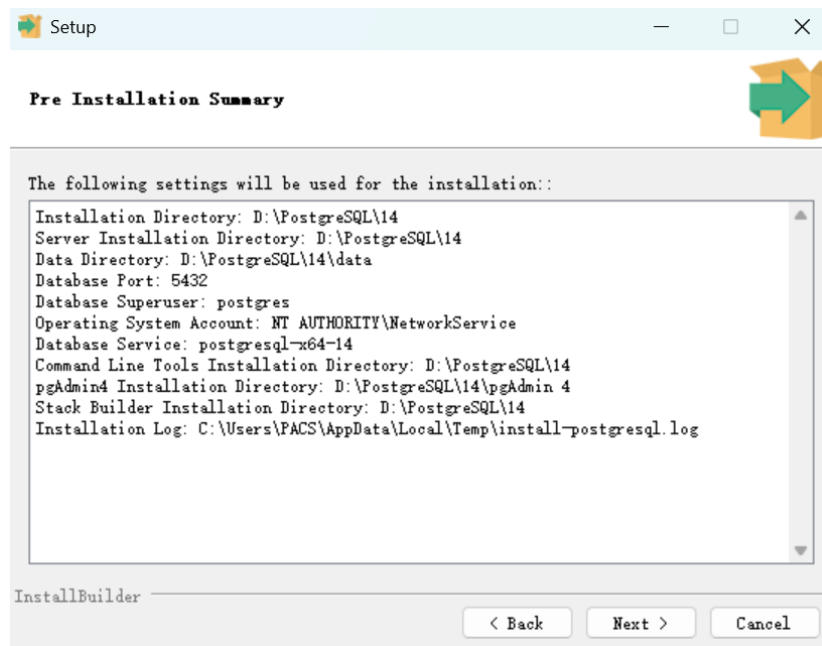 Setup
Pre Installation Summary
The following settings will be used for the installation::
Installation Directory: D:\PostgreSQL\14
Server Installation Directory: D:\PostgreSQL\14
Data Directory: D:\PostgreSQL\14\data
Database Port: 5432
Database Superuser: postgres
Operating System Account: NT AUTHORITY\NetworkService
Database Service: postgresql-x64-14
Command Line Tools Installation Directory: D:\PostgreSQL\14
pgAdmin4 Installation Directory: D:\PostgreSQL\14\pgAdmin 4
Stack Builder Installation Directory: D:\PostgreSQL\14
Installation Log: C:\Users\PACS\AppData\Local\Temp\install-postgresql.log
InstallBuilder
< Back Next > Cancel